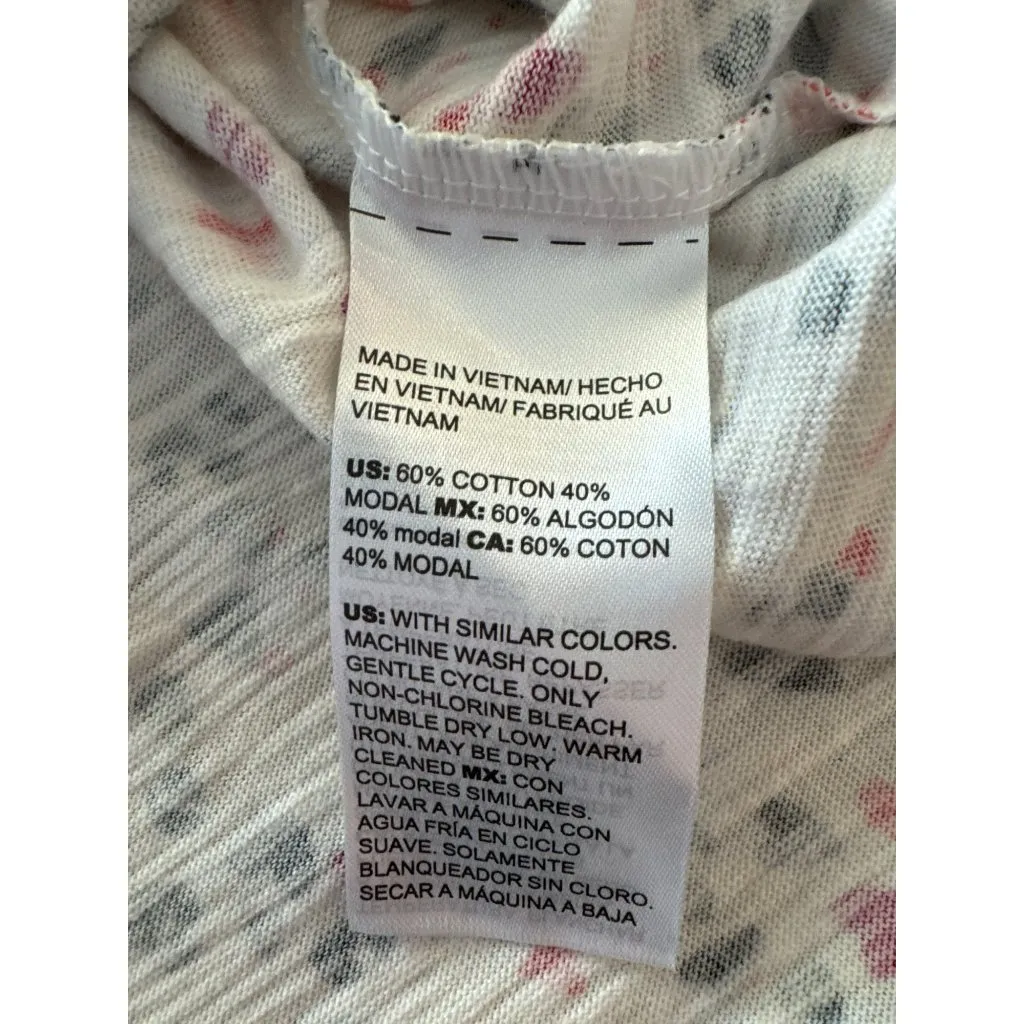 MADE IN VIETNAM/ HECHO
EN VIETNAM/ FABRIQUÉ AU
VIETNAM
US: 60% COTTON 40%
MODAL MX: 60% ALGODÓN
40% modal CA: 60% COTON
40% MODAL
US: WITH SIMILAR COLORS.
MACHINE WASH COLD,
GENTLE CYCLE. ONLY
NON-CHLORINE BLEACH.
TUMBLE DRY LOW. WARM
IRON. MAY BE DRY
CLEANED MX: CON
COLORES SIMILARES.
LAVAR A MÁQUINA CON
AGUA FRÍA EN CICLO
SUAVE. SOLAMENTE
BLANQUEADOR SIN CLORO.
SECAR A MÁQUINA A BAJA